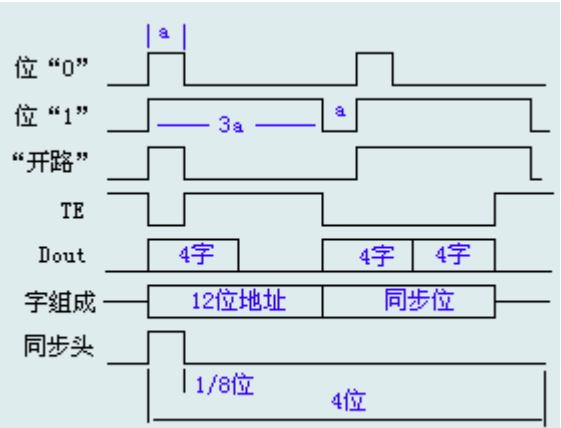 a
位“0”
位“1” 3a a
“开路”
TE
Dout 4字 4字 4字
字组成 12位地址 同步位
同步头
1/8位 4位